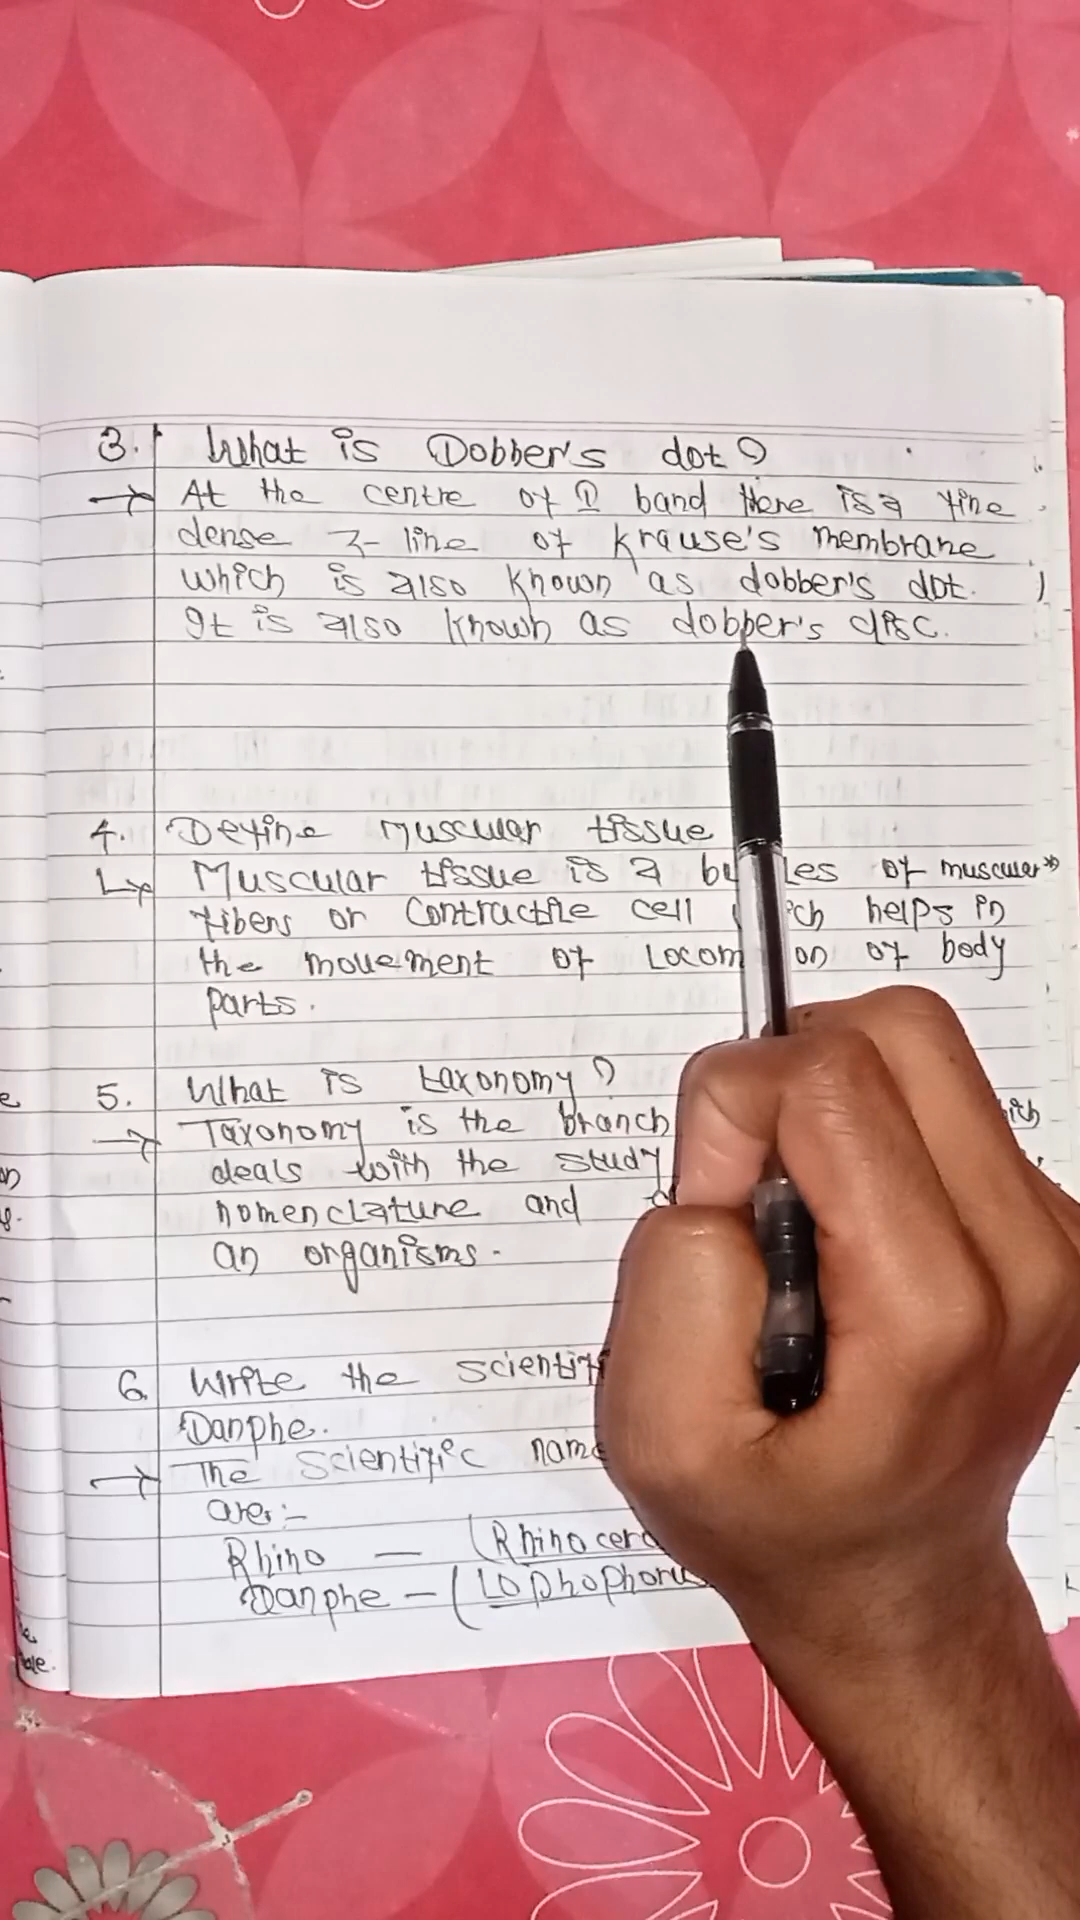 3. What is Dobber's dot?
→ At the centre of I band there is a fine
dense Z-line of Krause's membrane
which is also known as dobber's dot.
It is also known as dobber's disc.
4. Define Muscular tissue
Muscular tissue is a of muscular
fibers or contractile cell helps in
the movement of of body
parts.
5. What is taxonomy?
→ Taxonomy is the branch
deals with the study
nomenclature and
an organisms.
6. Write the
Danphe.
→ The scientific name
are:-
Rhino — (
Danphe — (Lophophorus